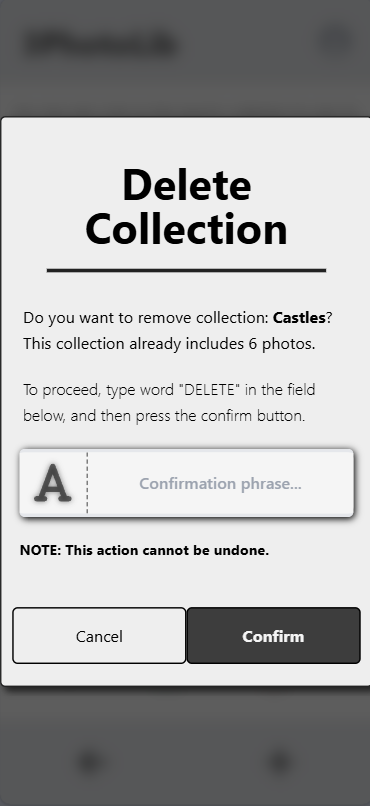 Delete
Collection
Do you want to remove collection: Castles?
This collection already includes 6 photos.
To proceed, type word "DELETE" in the field
below, and then press the confirm button.
A
Confirmation phrase...
NOTE: This action cannot be undone.
Cancel
Confirm